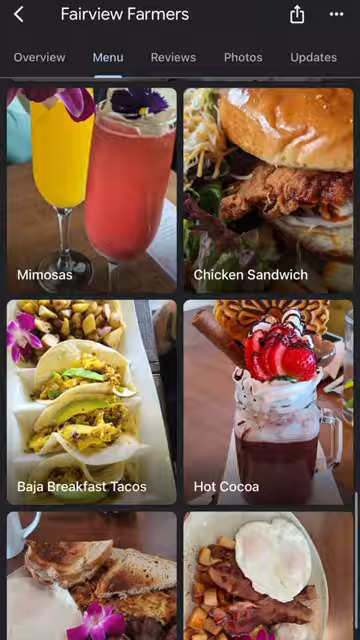 Fairview Farmers
Overview
Menu
Reviews
Photos
Updates
Mimosas
Chicken Sandwich
Baja Breakfast Tacos
Hot Cocoa